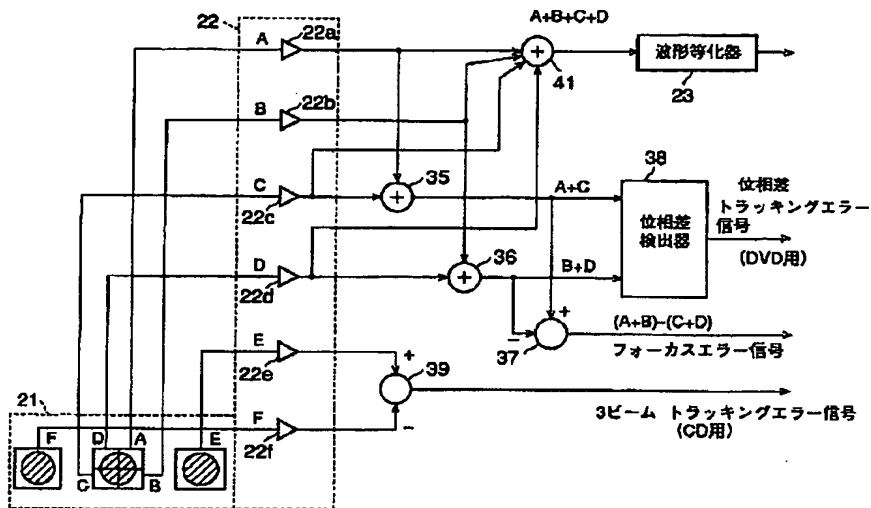 A+B+C+D
22
A
22a
41
波形等化器
23
B
22b
C
22c
35
A+C
38
位相差
検出器
位相差
トラッキングエラー
信号
(DVD用)
D
22d
36
B+D
+
−
37
(A+B)-(C+D)
フォーカスエラー信号
E
22e
+
39
−
3ビーム トラッキングエラー信号
(CD用)
21
F
22f
F
D
A
E
C
B